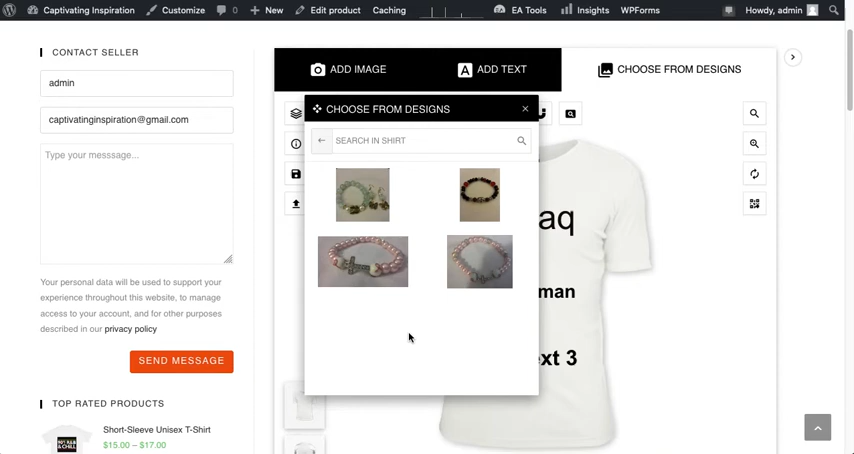 Captivating Inspiration Customize 0 New Edit product Caching EA Tools Insights WPForms Howdy, admin
CONTACT SELLER
admin
captivatinginspiration@gmail.com
Type your messsage...
Your personal data will be used to support your
experience throughout this website, to manage
access to your account, and for other purposes
described in our privacy policy
SEND MESSAGE
TOP RATED PRODUCTS
Short-Sleeve Unisex T-Shirt
$15.00 – $17.00
ADD IMAGE ADD TEXT CHOOSE FROM DESIGNS
CHOOSE FROM DESIGNS
SEARCH IN SHIRT
aq
man
ext 3